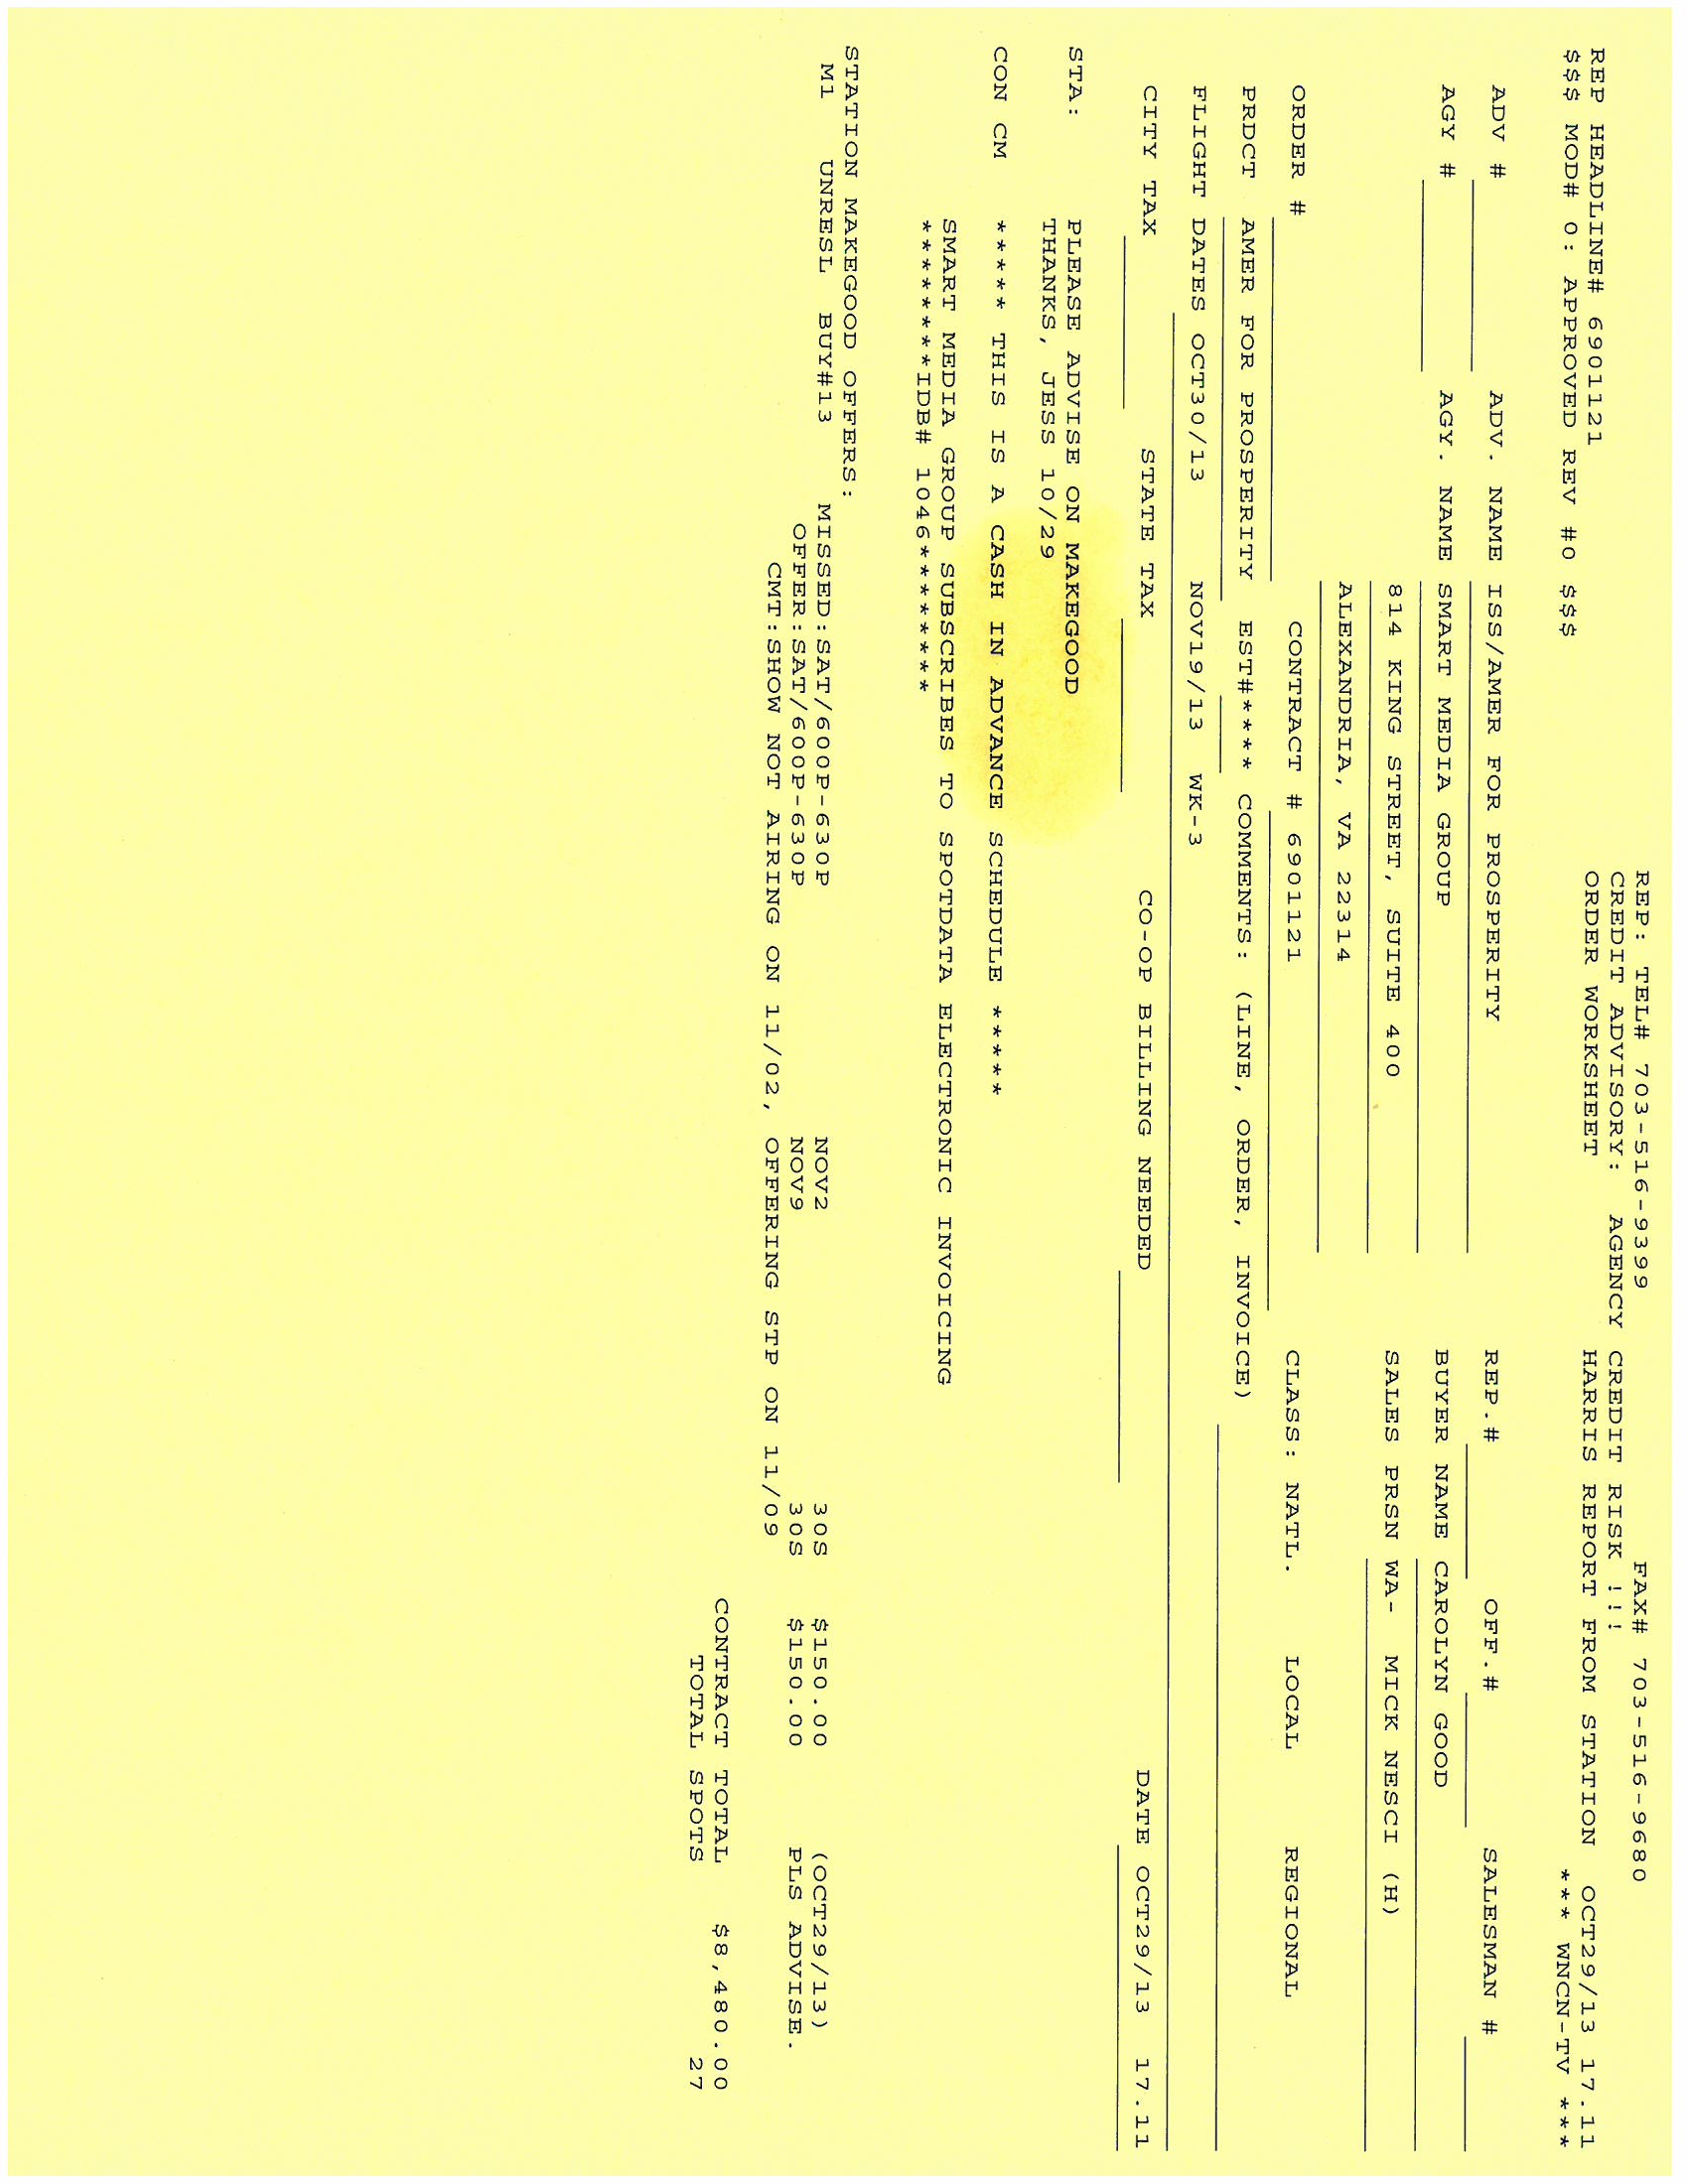 REP: TEL# 703-516-9399 FAX# 703-516-9680
CREDIT ADVISORY: AGENCY CREDIT RISK !!!
REP HEADLINE# 6901121 ORDER WORKSHEET HARRIS REPORT FROM STATION OCT29/13 17.11
$$$ MOD# 0: APPROVED REV #0 $$$ *** WNCN-TV ***
ADV # ADV. NAME ISS/AMER FOR PROSPERITY REP.# OFF.# SALESMAN #
AGY # AGY. NAME SMART MEDIA GROUP BUYER NAME CAROLYN GOOD
814 KING STREET, SUITE 400 SALES PRSN WA- MICK NESCI (H)
ALEXANDRIA, VA 22314
ORDER # CONTRACT # 6901121 CLASS: NATL. LOCAL REGIONAL
PRDCT AMER FOR PROSPERITY EST#**** COMMENTS: (LINE, ORDER, INVOICE)
FLIGHT DATES OCT30/13 NOV19/13 WK-3
CITY TAX STATE TAX CO-OP BILLING NEEDED DATE OCT29/13 17.11
STA: PLEASE ADVISE ON MAKEGOOD
THANKS, JESS 10/29
CON CM ***** THIS IS A CASH IN ADVANCE SCHEDULE *****
SMART MEDIA GROUP SUBSCRIBES TO SPOTDATA ELECTRONIC INVOICING
*********IDB# 1046*********
STATION MAKEGOOD OFFERS:
M1 UNRESL BUY#13 MISSED:SAT/600P-630P NOV2 30S $150.00 (OCT29/13)
OFFER:SAT/600P-630P NOV9 30S $150.00 PLS ADVISE.
CMT:SHOW NOT AIRING ON 11/02, OFFERING STP ON 11/09
CONTRACT TOTAL $8,480.00
TOTAL SPOTS 27